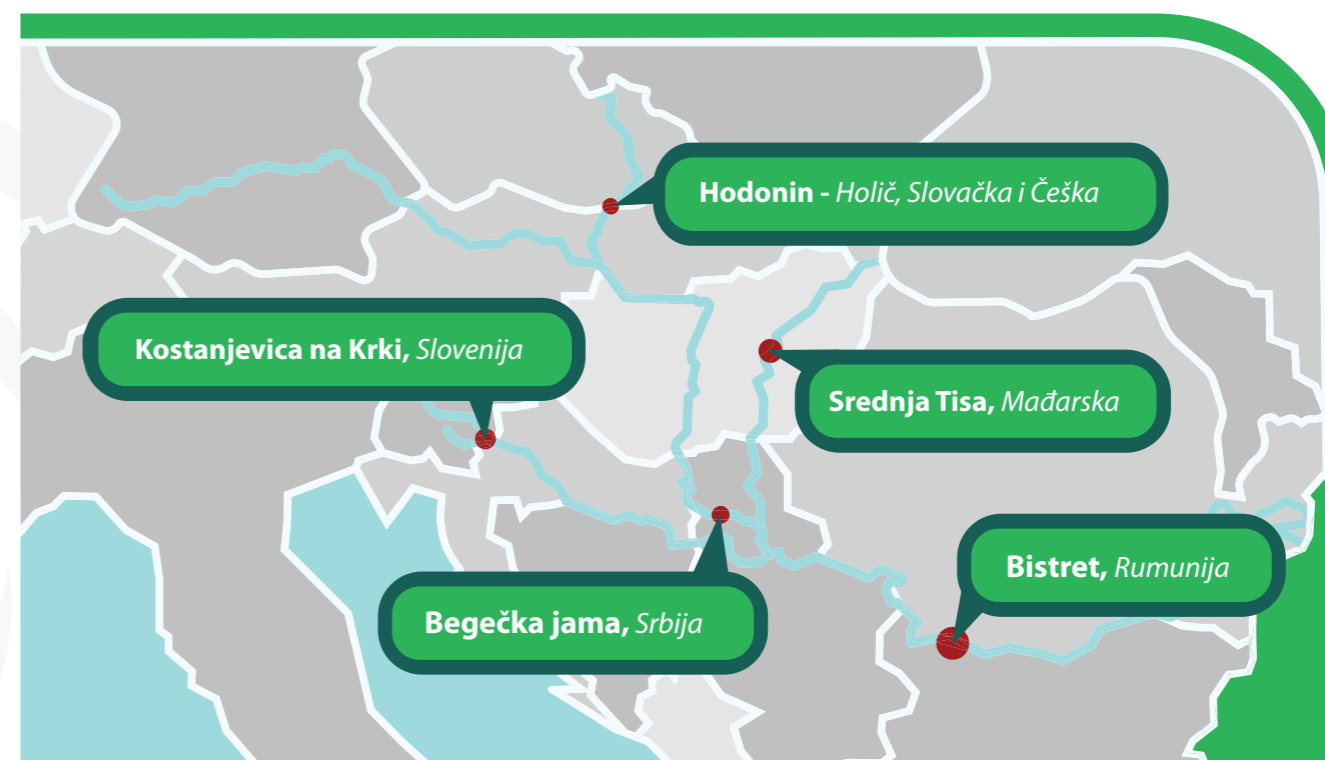 Hodonin - Holič, Slovačka i Češka
Kostanjevica na Krki, Slovenija
Srednja Tisa, Mađarska
Bistret, Rumunija
Begečka jama, Srbija